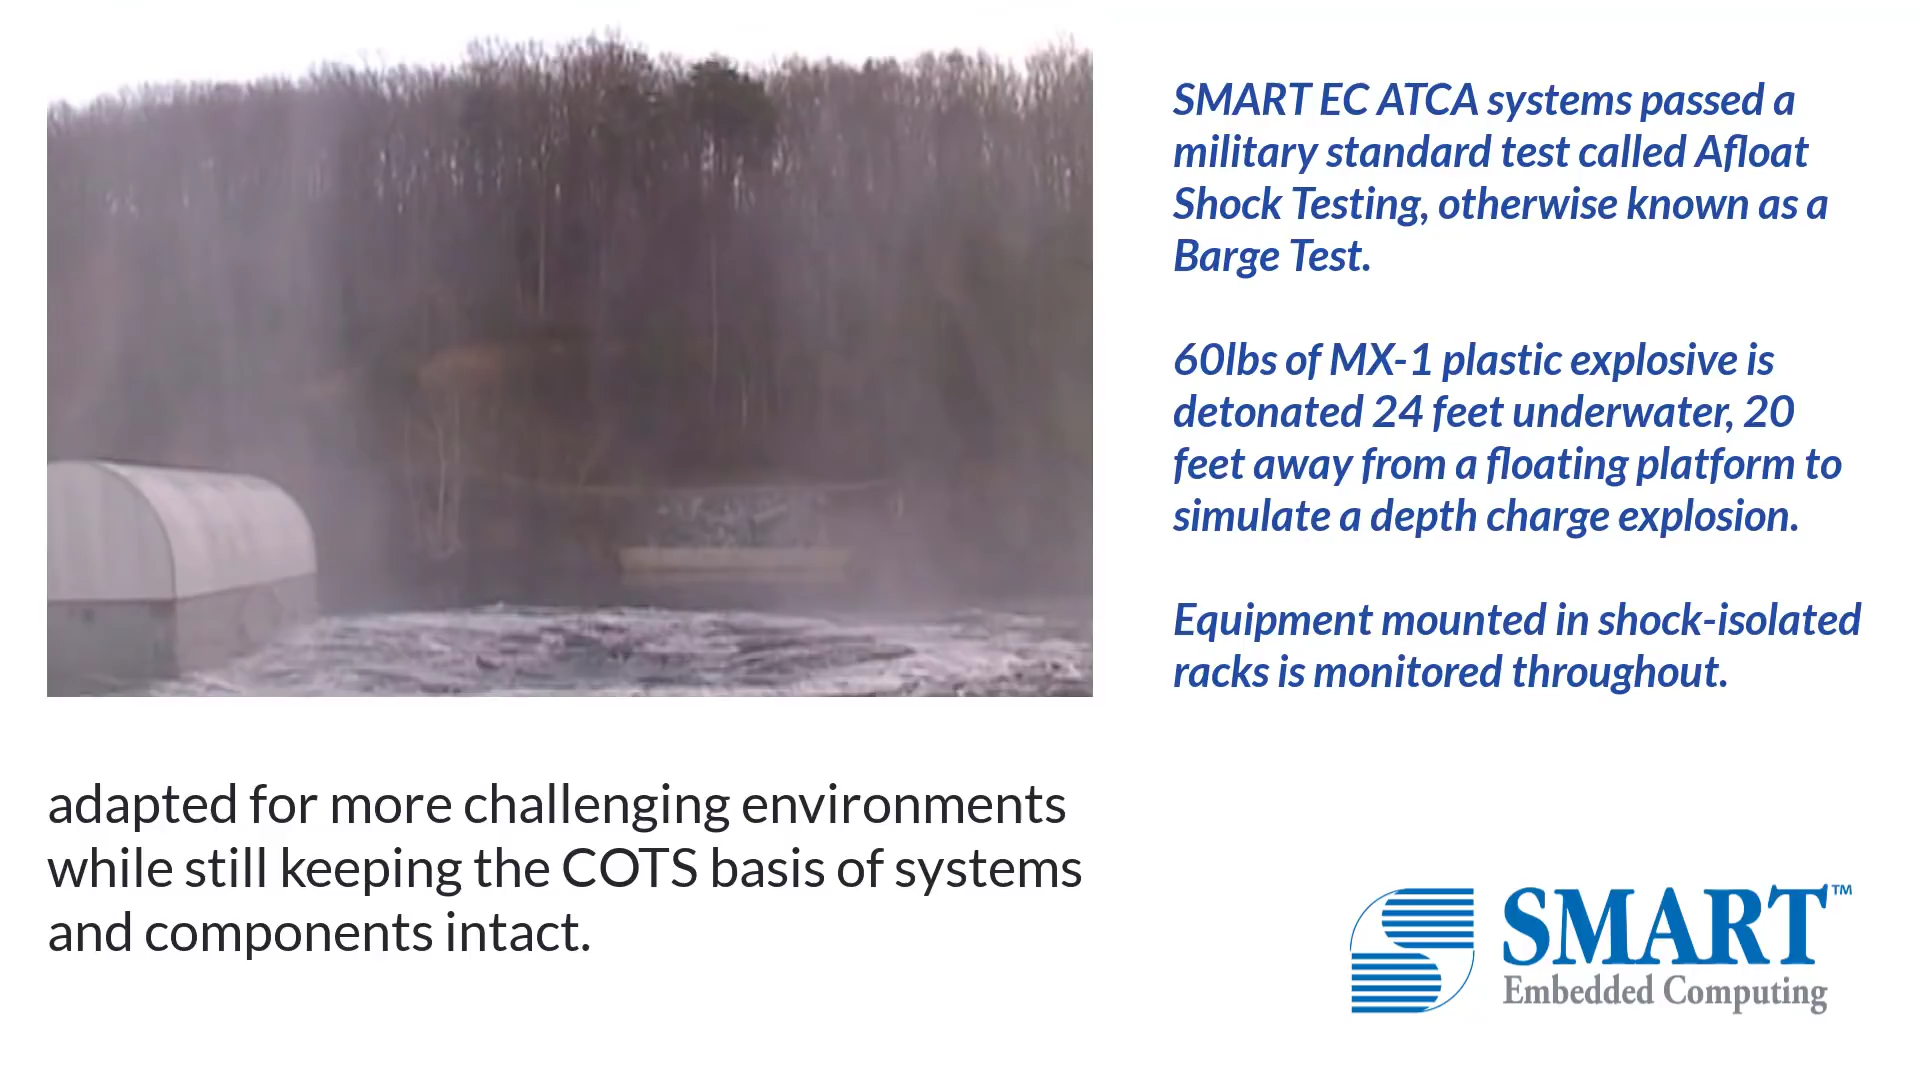 SMART EC ATCA systems passed a
military standard test called Afloat
Shock Testing, otherwise known as a
Barge Test.
60lbs of MX-1 plastic explosive is
detonated 24 feet underwater, 20
feet away from a floating platform to
simulate a depth charge explosion.
Equipment mounted in shock-isolated
racks is monitored throughout.
adapted for more challenging environments
while still keeping the COTS basis of systems
and components intact.
SMART™
Embedded Computing